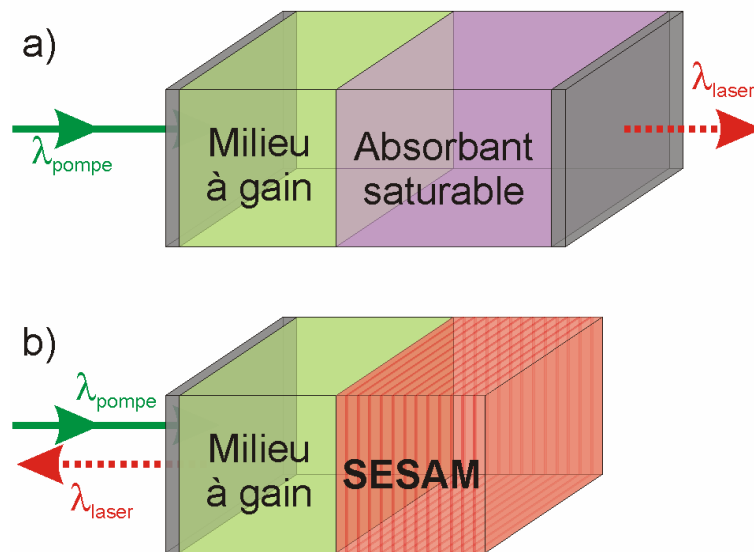 a)
λpompe
Milieu
à gain
Absorbant
saturable
λlaser
b)
λpompe
λlaser
Milieu
à gain
SESAM